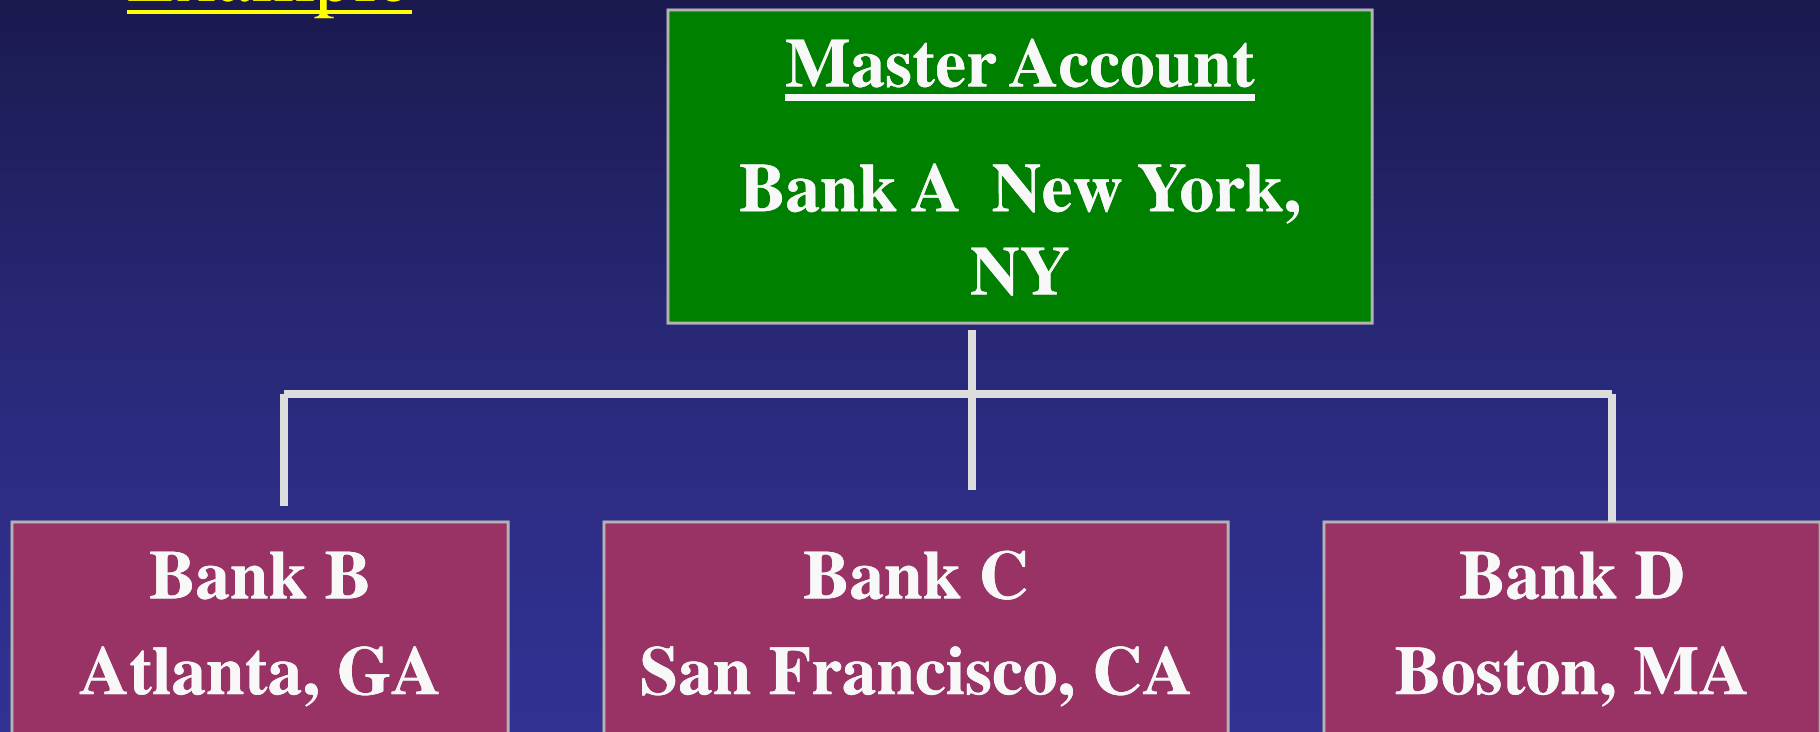 Master Account
Bank A  New York,
NY
Bank B
Atlanta, GA
Bank C
San Francisco, CA
Bank D
Boston, MA